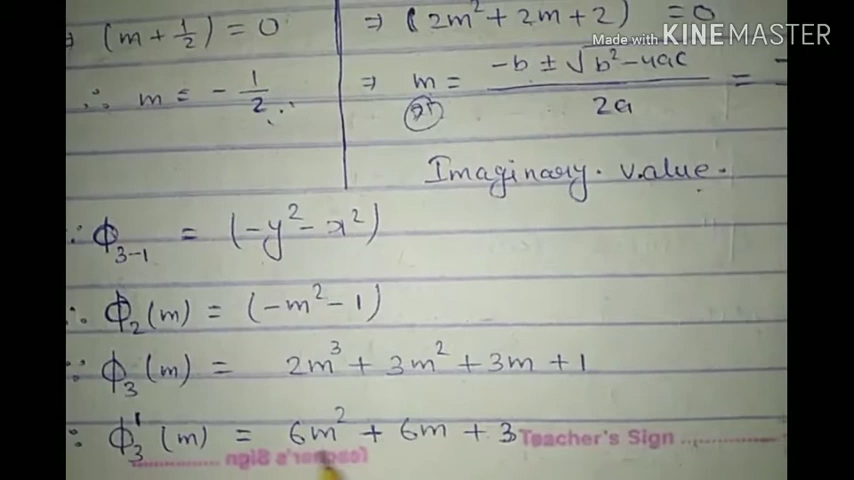 ⇒ (m + 1/2) = 0
∴ m = - 1/2
⇒ (2m² + 2m + 2) = 0
Made with KINEMASTER
⇒ m = -b ± √b² - 4ac / 2a =
Imaginary. value.
∵ Φ₃₋₁ = (-y² - x²)
∴ Φ₂(m) = (-m² - 1)
∵ Φ₃(m) = 2m³ + 3m² + 3m + 1
∴ Φ₃¹(m) = 6m² + 6m + 3
Teacher's Sign ..................